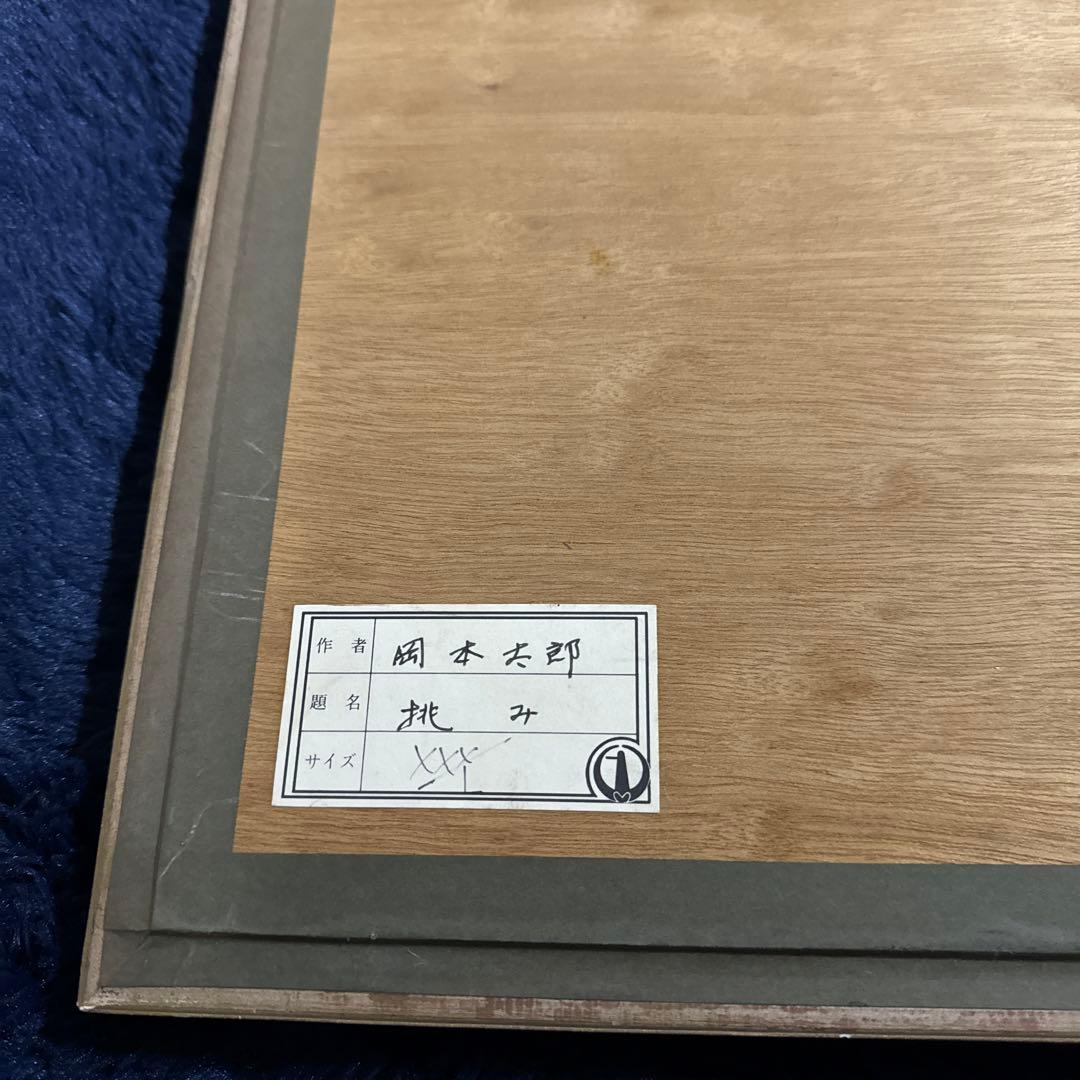 作者 岡本太郎
題名 挑み
サイズ